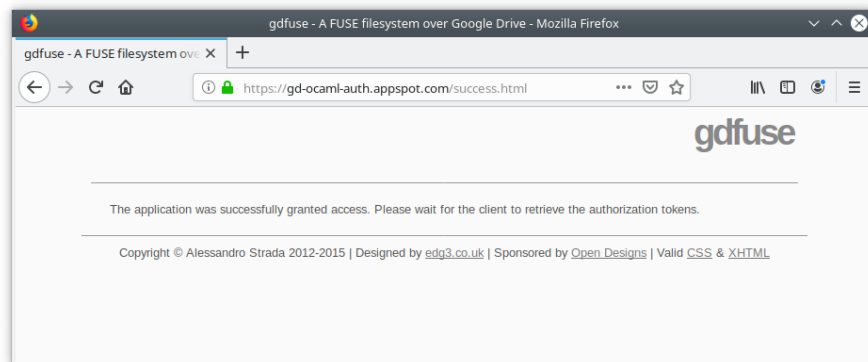 gdfuse - A FUSE filesystem over Google Drive - Mozilla Firefox
gdfuse - A FUSE filesystem ove
https://gd-ocaml-auth.appspot.com/success.html
gdfuse
The application was successfully granted access. Please wait for the client to retrieve the authorization tokens.
Copyright © Alessandro Strada 2012-2015 | Designed by edg3.co.uk | Sponsored by Open Designs | Valid CSS & XHTML